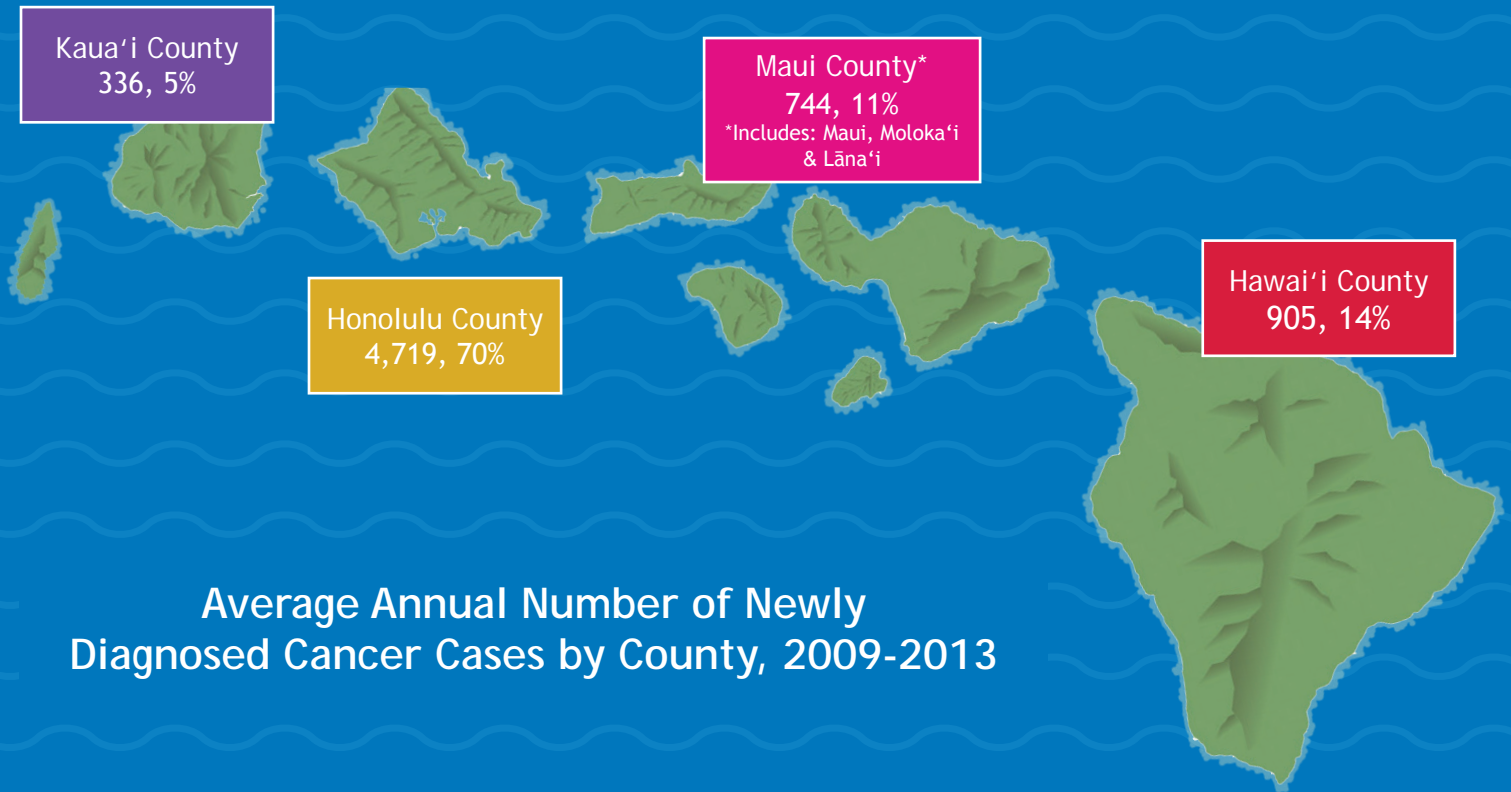 Kauaʻi County
336, 5%
Maui County*
744, 11%
*Includes: Maui, Molokaʻi
& Lānaʻi
Hawaiʻi County
905, 14%
Honolulu County
4,719, 70%
Average Annual Number of Newly
Diagnosed Cancer Cases by County, 2009-2013